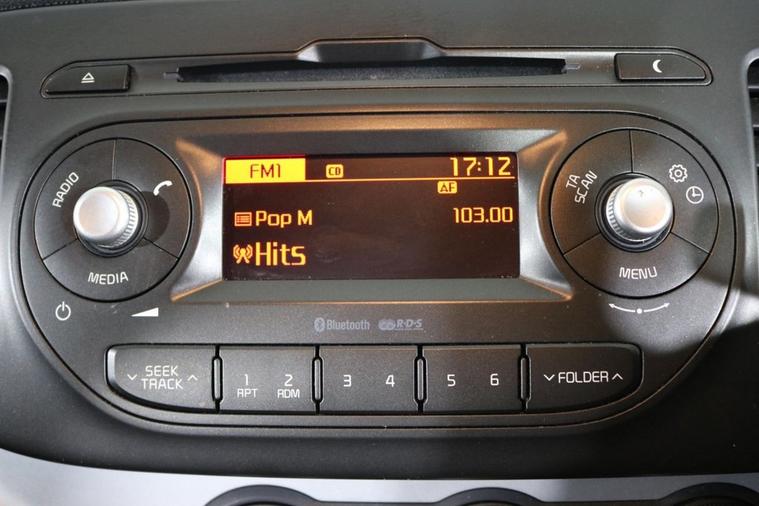 FM1 CD 17:12
AF
Pop M 103.00
Hits
RADIO
MEDIA
TA
SCAN
MENU
Bluetooth R·D·S
SEEK
TRACK
1
RPT
2
RDM
3 4
5 6
FOLDER